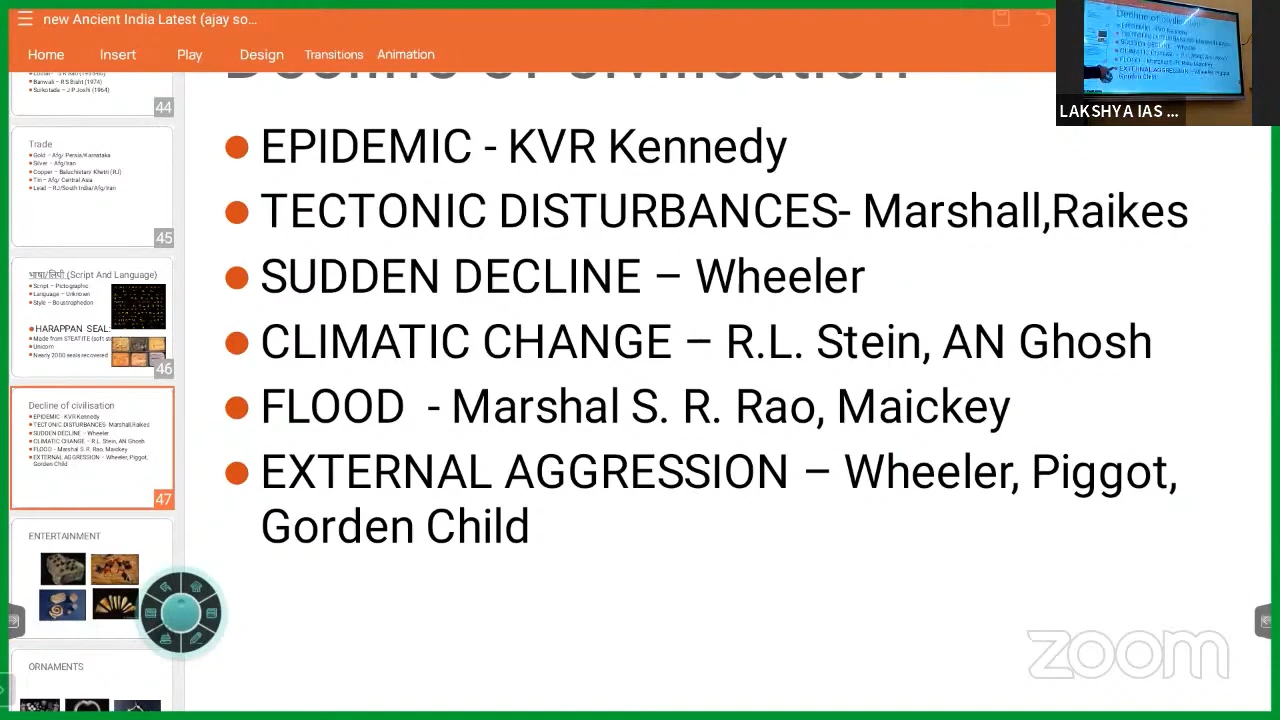 new Ancient India Latest (ajay so...
Home Insert Play Design Transitions Animation
LAKSHYA IAS ...
Banwali – R S Bisht (1974)
Surkotada – J P Joshi (1964)
44
Trade
Gold – Afg/ Persia/Karnataka
Silver – Afg/Iran
Copper – Baluchistan/ Khetri (RJ)
Tin – Afg/ Central Asia
Lead – RJ/South India/Afg/Iran
45
भाषा/लिपी (Script And Language)
Script – Pictographic
Language – Unknown
Style – Boustrophedon
HARAPPAN SEAL:
Made from STEATITE (soft
Unicorn
Nearly 2000 seals recovered
46
Decline of civilisation
EPIDEMIC - KVR Kennedy
TECTONIC DISTURBANCES- Marshall,Raikes
SUDDEN DECLINE – Wheeler
CLIMATIC CHANGE – R.L. Stein, AN Ghosh
FLOOD - Marshal S. R. Rao, Maickey
EXTERNAL AGGRESSION – Wheeler, Piggot,
Gorden Child
47
ENTERTAINMENT
ORNAMENTS
Decline of civilisation
● EPIDEMIC - KVR Kennedy
● TECTONIC DISTURBANCES- Marshall,Raikes
● SUDDEN DECLINE – Wheeler
● CLIMATIC CHANGE – R.L. Stein, AN Ghosh
● FLOOD - Marshal S. R. Rao, Maickey
● EXTERNAL AGGRESSION – Wheeler, Piggot,
Gorden Child
zoom